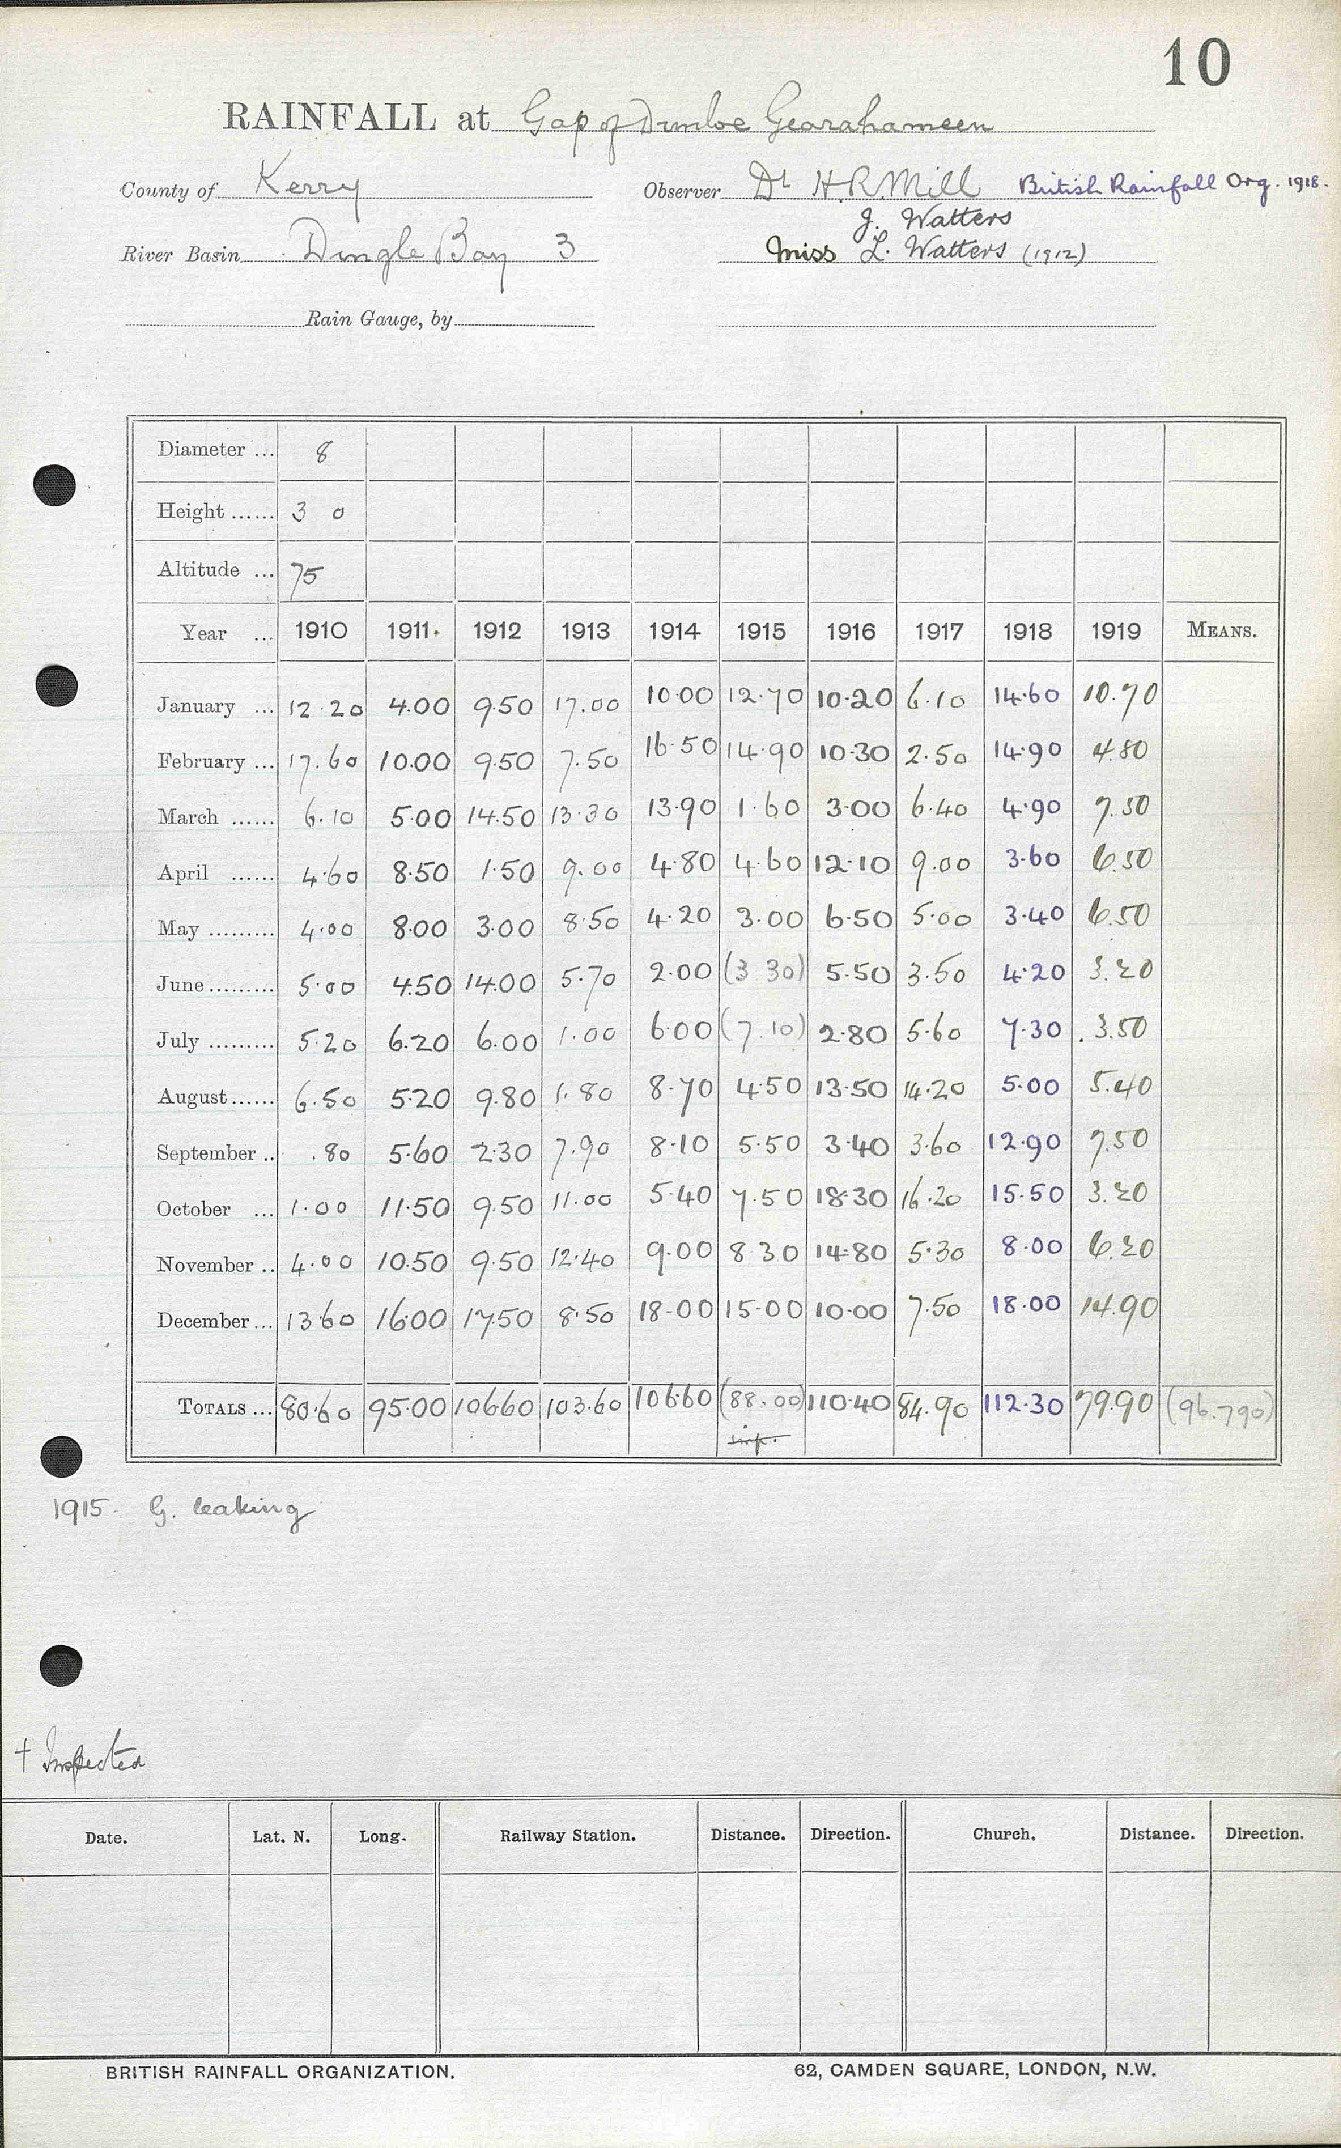 10
RAINFALL at Gap of Dunloe Gearahameen
County of Kerry Observer Dr H.R. Mill British Rainfall Org. 1918.
J. Watters
River Basin Dingle Bay 3 Miss L. Watters (1912)
Rain Gauge, by
Diameter ... 8
Height ...... 3 0
Altitude ... 75
Year ... 1910 1911. 1912 1913 1914 1915 1916 1917 1918 1919 MEANS.
January ... 12.20 4.00 9.50 17.00 10.00 12.70 10.20 6.10 14.60 10.70
February ... 17.60 10.00 9.50 7.50 16.50 14.90 10.30 2.50 14.90 4.80
March ...... 6.10 5.00 14.50 13.30 13.90 1.60 3.00 6.40 4.90 7.50
April ...... 4.60 8.50 1.50 9.00 4.80 4.60 12.10 9.00 3.60 6.50
May ......... 4.00 8.00 3.00 8.50 4.20 3.00 6.50 5.00 3.40 6.50
June ......... 5.00 4.50 14.00 5.70 2.00 (3.30) 5.50 3.50 4.20 3.20
July ......... 5.20 6.20 6.00 1.00 6.00 (7.10) 2.80 5.60 7.30 3.50
August ...... 6.50 5.20 9.80 1.80 8.70 4.50 13.50 14.20 5.00 5.40
September .. .80 5.60 2.30 7.90 8.10 5.50 3.40 3.60 12.90 7.50
October ... 1.00 11.50 9.50 11.00 5.40 7.50 18.30 16.20 15.50 3.20
November .. 4.00 10.50 9.50 12.40 9.00 8.30 14.80 5.30 8.00 6.20
December ... 13.60 16.00 17.50 8.50 18.00 15.00 10.00 7.50 18.00 14.90
TOTALS ... 80.60 95.00 106.60 103.60 106.60 (88.00) 110.40 84.90 112.30 79.90 (96.790)
inp.
1915. G. leaking
† Inspected
Date. Lat. N. Long. Railway Station. Distance. Direction. Church. Distance. Direction.
BRITISH RAINFALL ORGANIZATION. 62, CAMDEN SQUARE, LONDON, N.W.